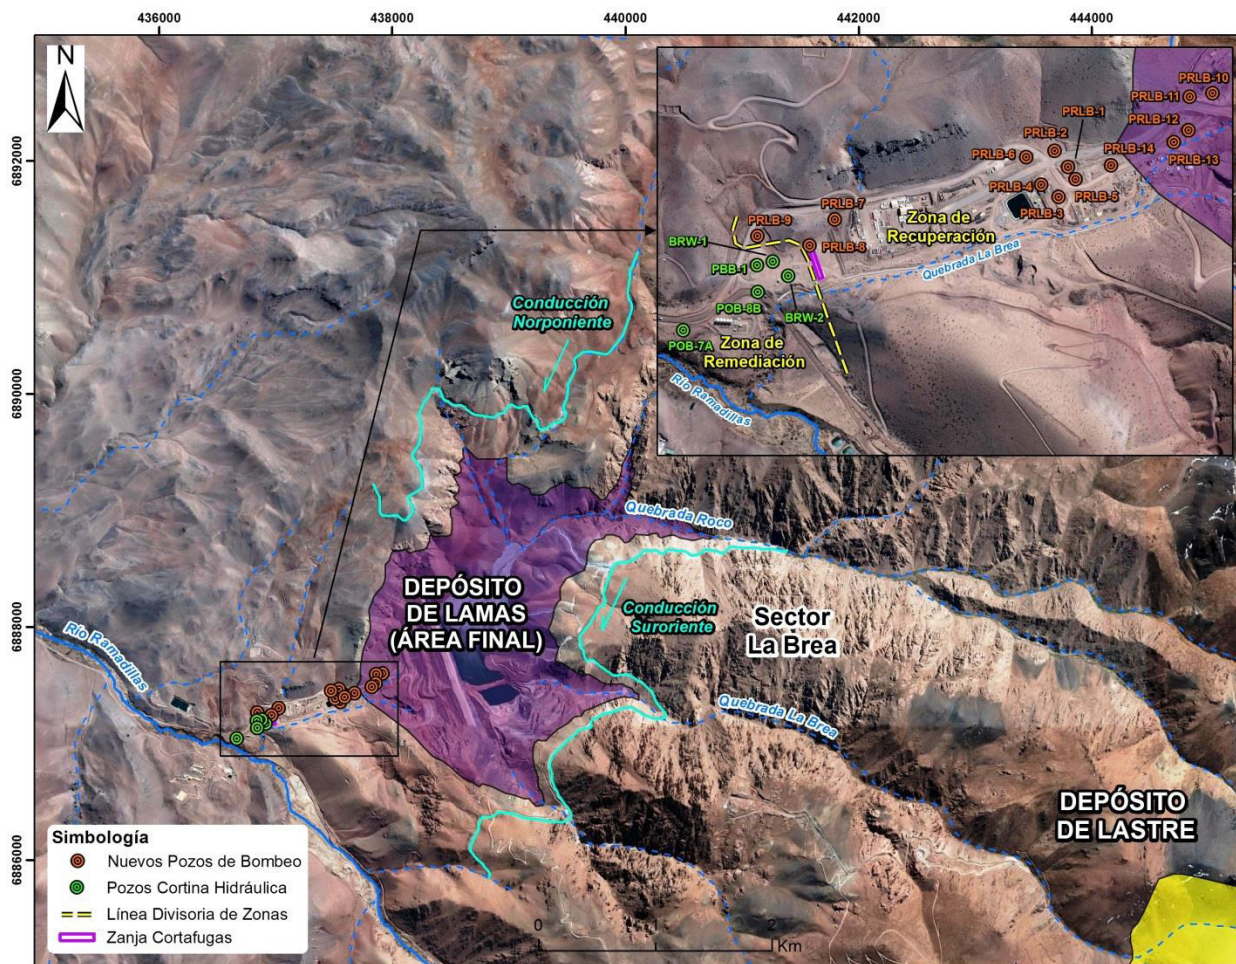 436000
438000
440000
442000
444000
6892000
6890000
6888000
6886000
N
PRLB-10
PRLB-11
PRLB-1
PRLB-12
PRLB-2
PRLB-14
PRLB-6
PRLB-13
PRLB-4
PRLB-5
PRLB-3
PRLB-7
Zona de
Recuperación
PRLB-9
BRW-1
PRLB-8
Quebrada La Brea
PBB-1
POB-8B
BRW-2
POB-7A
Zona de
Remediación
Río Ramadillas
Conducción
Norponiente
Quebrada Roco
DEPÓSITO
DE LAMAS
(ÁREA FINAL)
Conducción
Suroriente
Sector
La Brea
Río Ramadillas
Quebrada La Brea
DEPÓSITO
DE LASTRE
Simbología
Nuevos Pozos de Bombeo
Pozos Cortina Hidráulica
Línea Divisoria de Zonas
Zanja Cortafugas
0
2
Km